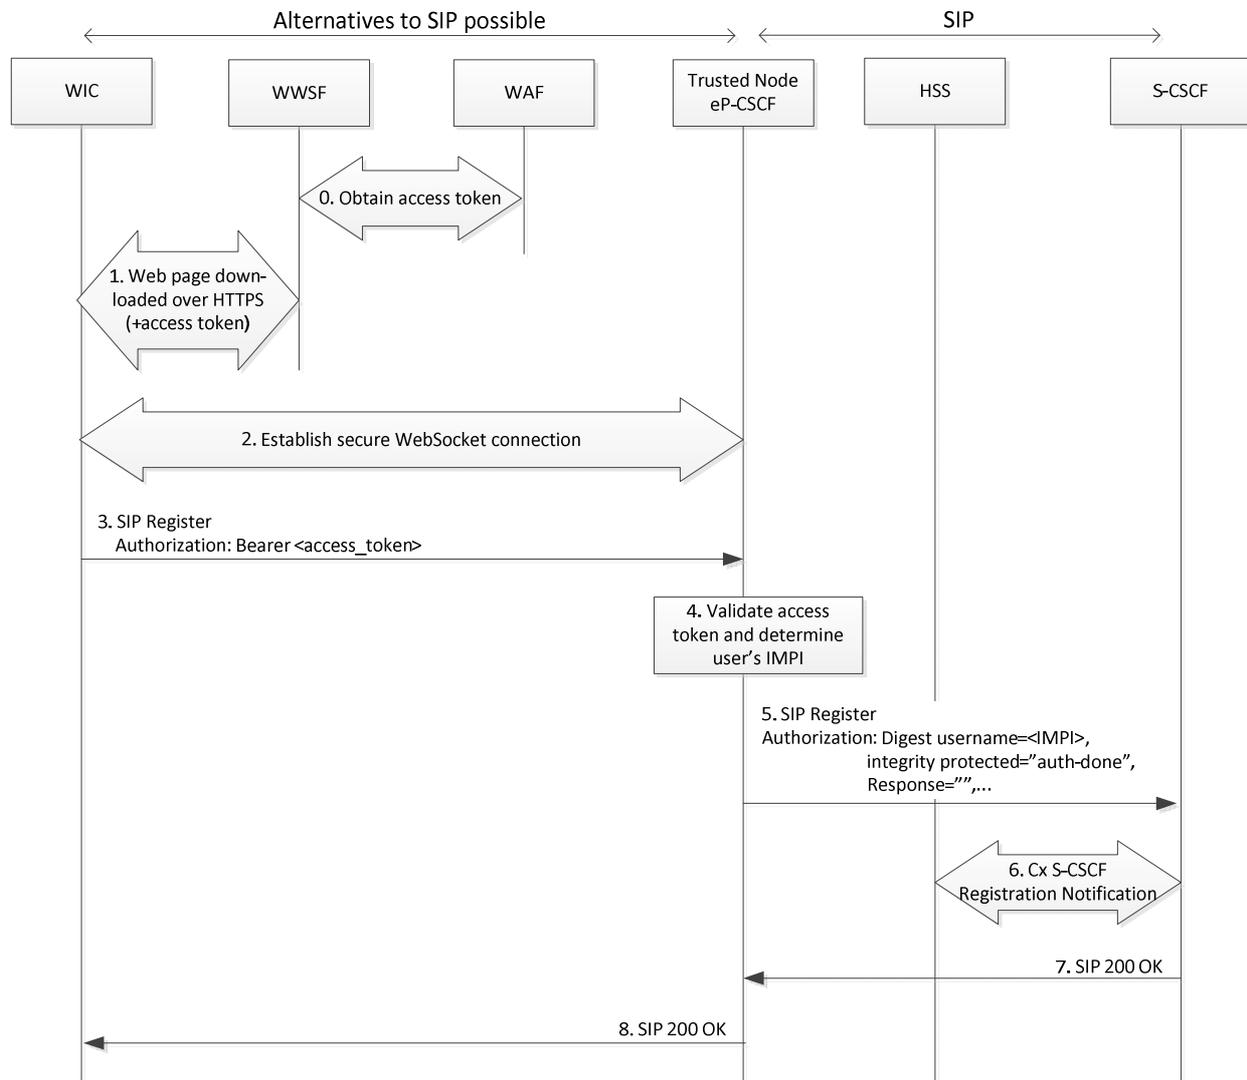 Alternatives to SIP possible
SIP
WIC
WWSF
WAF
Trusted Node
eP-CSCF
HSS
S-CSCF
0. Obtain access token
1. Web page down-
loaded over HTTPS
(+access token)
2. Establish secure WebSocket connection
3. SIP Register
Authorization: Bearer <access_token>
4. Validate access
token and determine
user’s IMPI
5. SIP Register
Authorization: Digest username=<IMPI>,
integrity protected=”auth-done”,
Response=””,...
6. Cx S-CSCF
Registration Notification
7. SIP 200 OK
8. SIP 200 OK